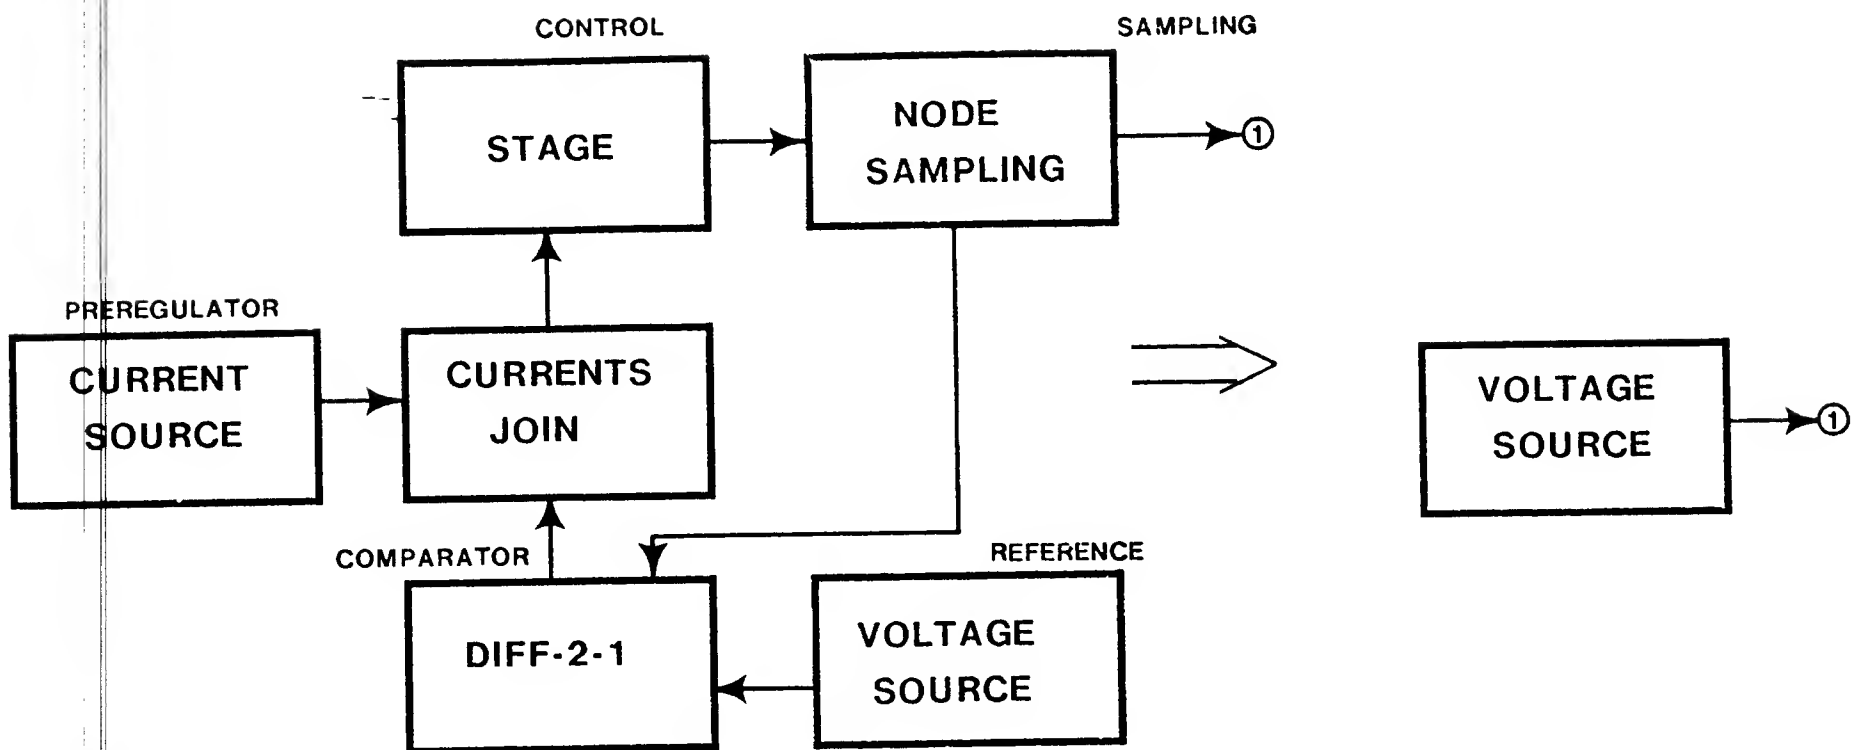 CONTROL
SAMPLING
STAGE
NODE
SAMPLING
1
PREREGULATOR
CURRENT
SOURCE
CURRENTS
JOIN
VOLTAGE
SOURCE
1
COMPARATOR
REFERENCE
DIFF-2-1
VOLTAGE
SOURCE